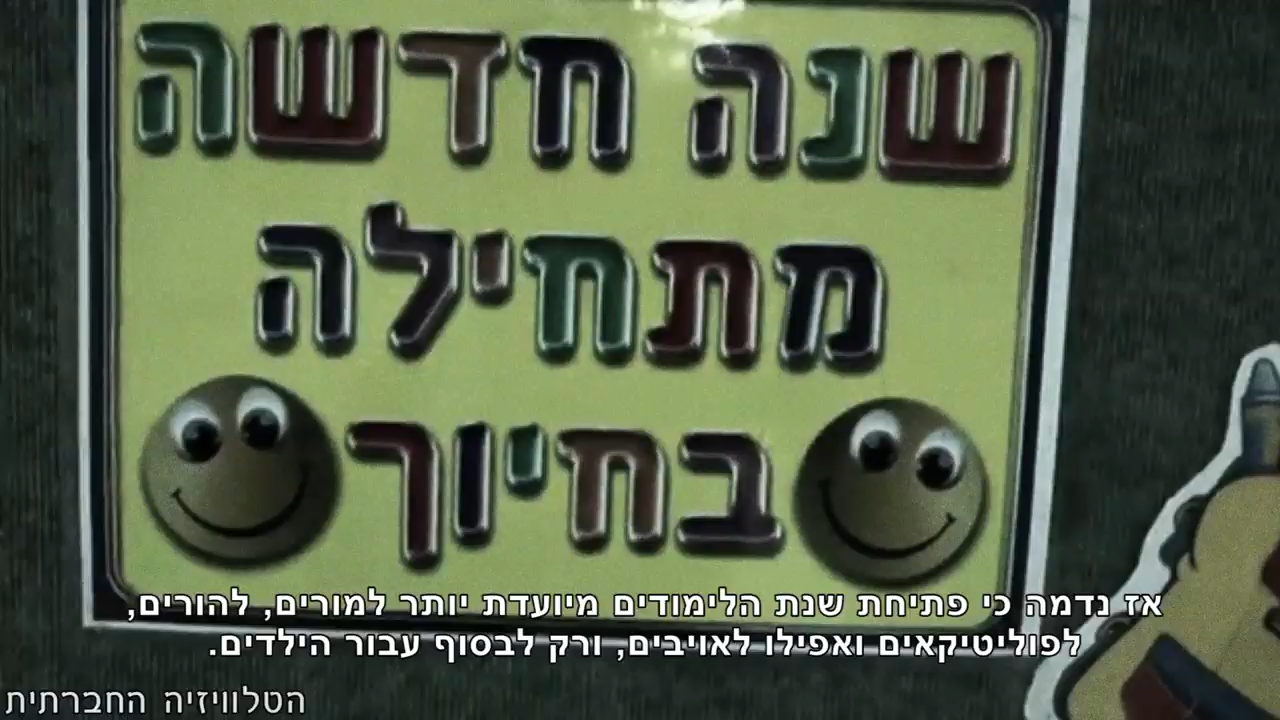 שנה חדשה
מתחילה
בחיוך
אז נדמה כי פתיחת שנת הלימודים מיועדת יותר למורים, להורים,
לפוליטיקאים ואפילו לאויבים, ורק לבסוף עבור הילדים.
הטלוויזיה החברתית